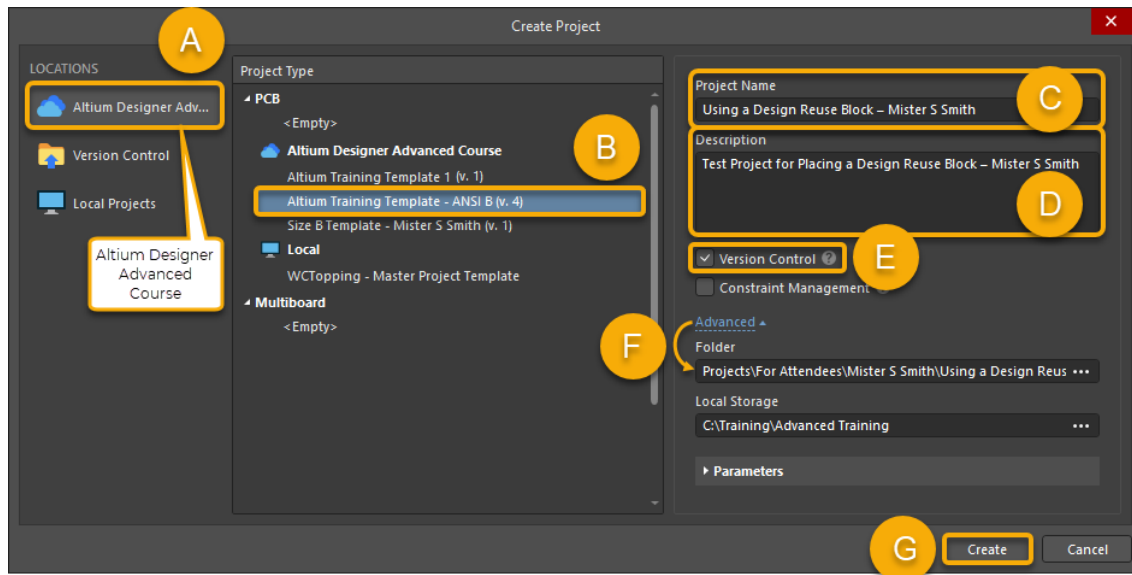 Create Project
A
LOCATIONS
Altium Designer Adv...
Version Control
Local Projects
Altium Designer
Advanced
Course
Project Type
PCB
<Empty>
Altium Designer Advanced Course
B
Altium Training Template 1 (v. 1)
Altium Training Template - ANSI B (v. 4)
Size B Template - Mister S Smith (v. 1)
Local
WCTopping - Master Project Template
Multiboard
<Empty>
Project Name
Using a Design Reuse Block – Mister S Smith
C
Description
Test Project for Placing a Design Reuse Block – Mister S Smith
D
Version Control ?
E
Constraint Management
Advanced
F
Folder
Projects\For Attendees\Mister S Smith\Using a Design Reus ...
Local Storage
C:\Training\Advanced Training ...
Parameters
G
Create
Cancel